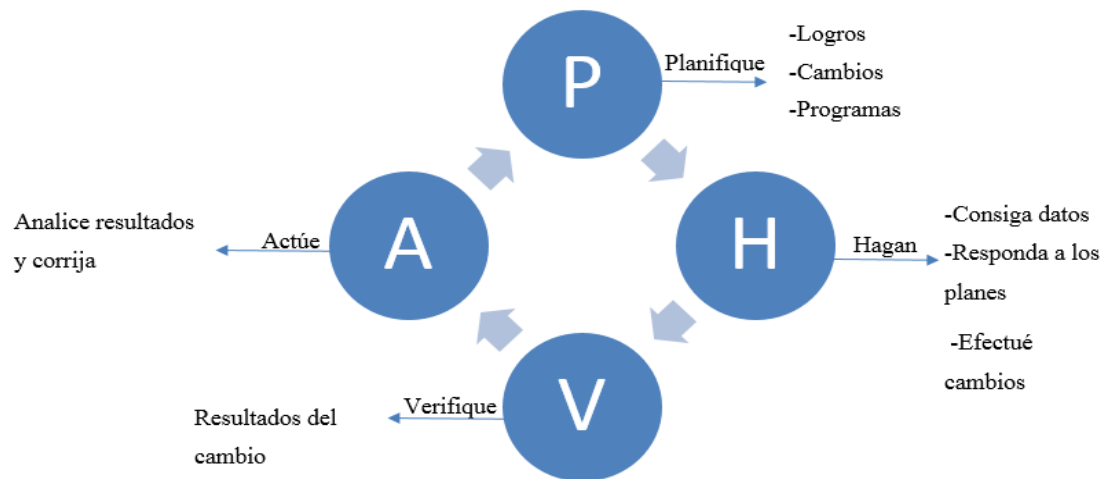 P
Planifique
-Logros
-Cambios
-Programas
H
Hagan
-Consiga datos
-Responda a los
planes
-Efectué
cambios
V
Verifique
Resultados del
cambio
A
Actúe
Analice resultados
y corrija